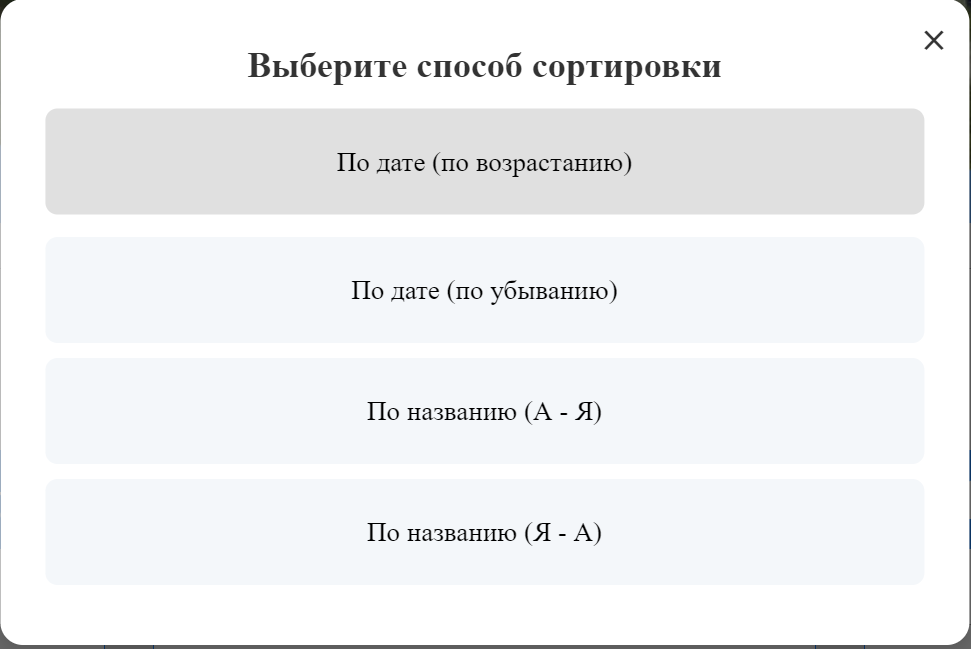 Выберите способ сортировки
По дате (по возрастанию)
По дате (по убыванию)
По названию (А - Я)
По названию (Я - А)